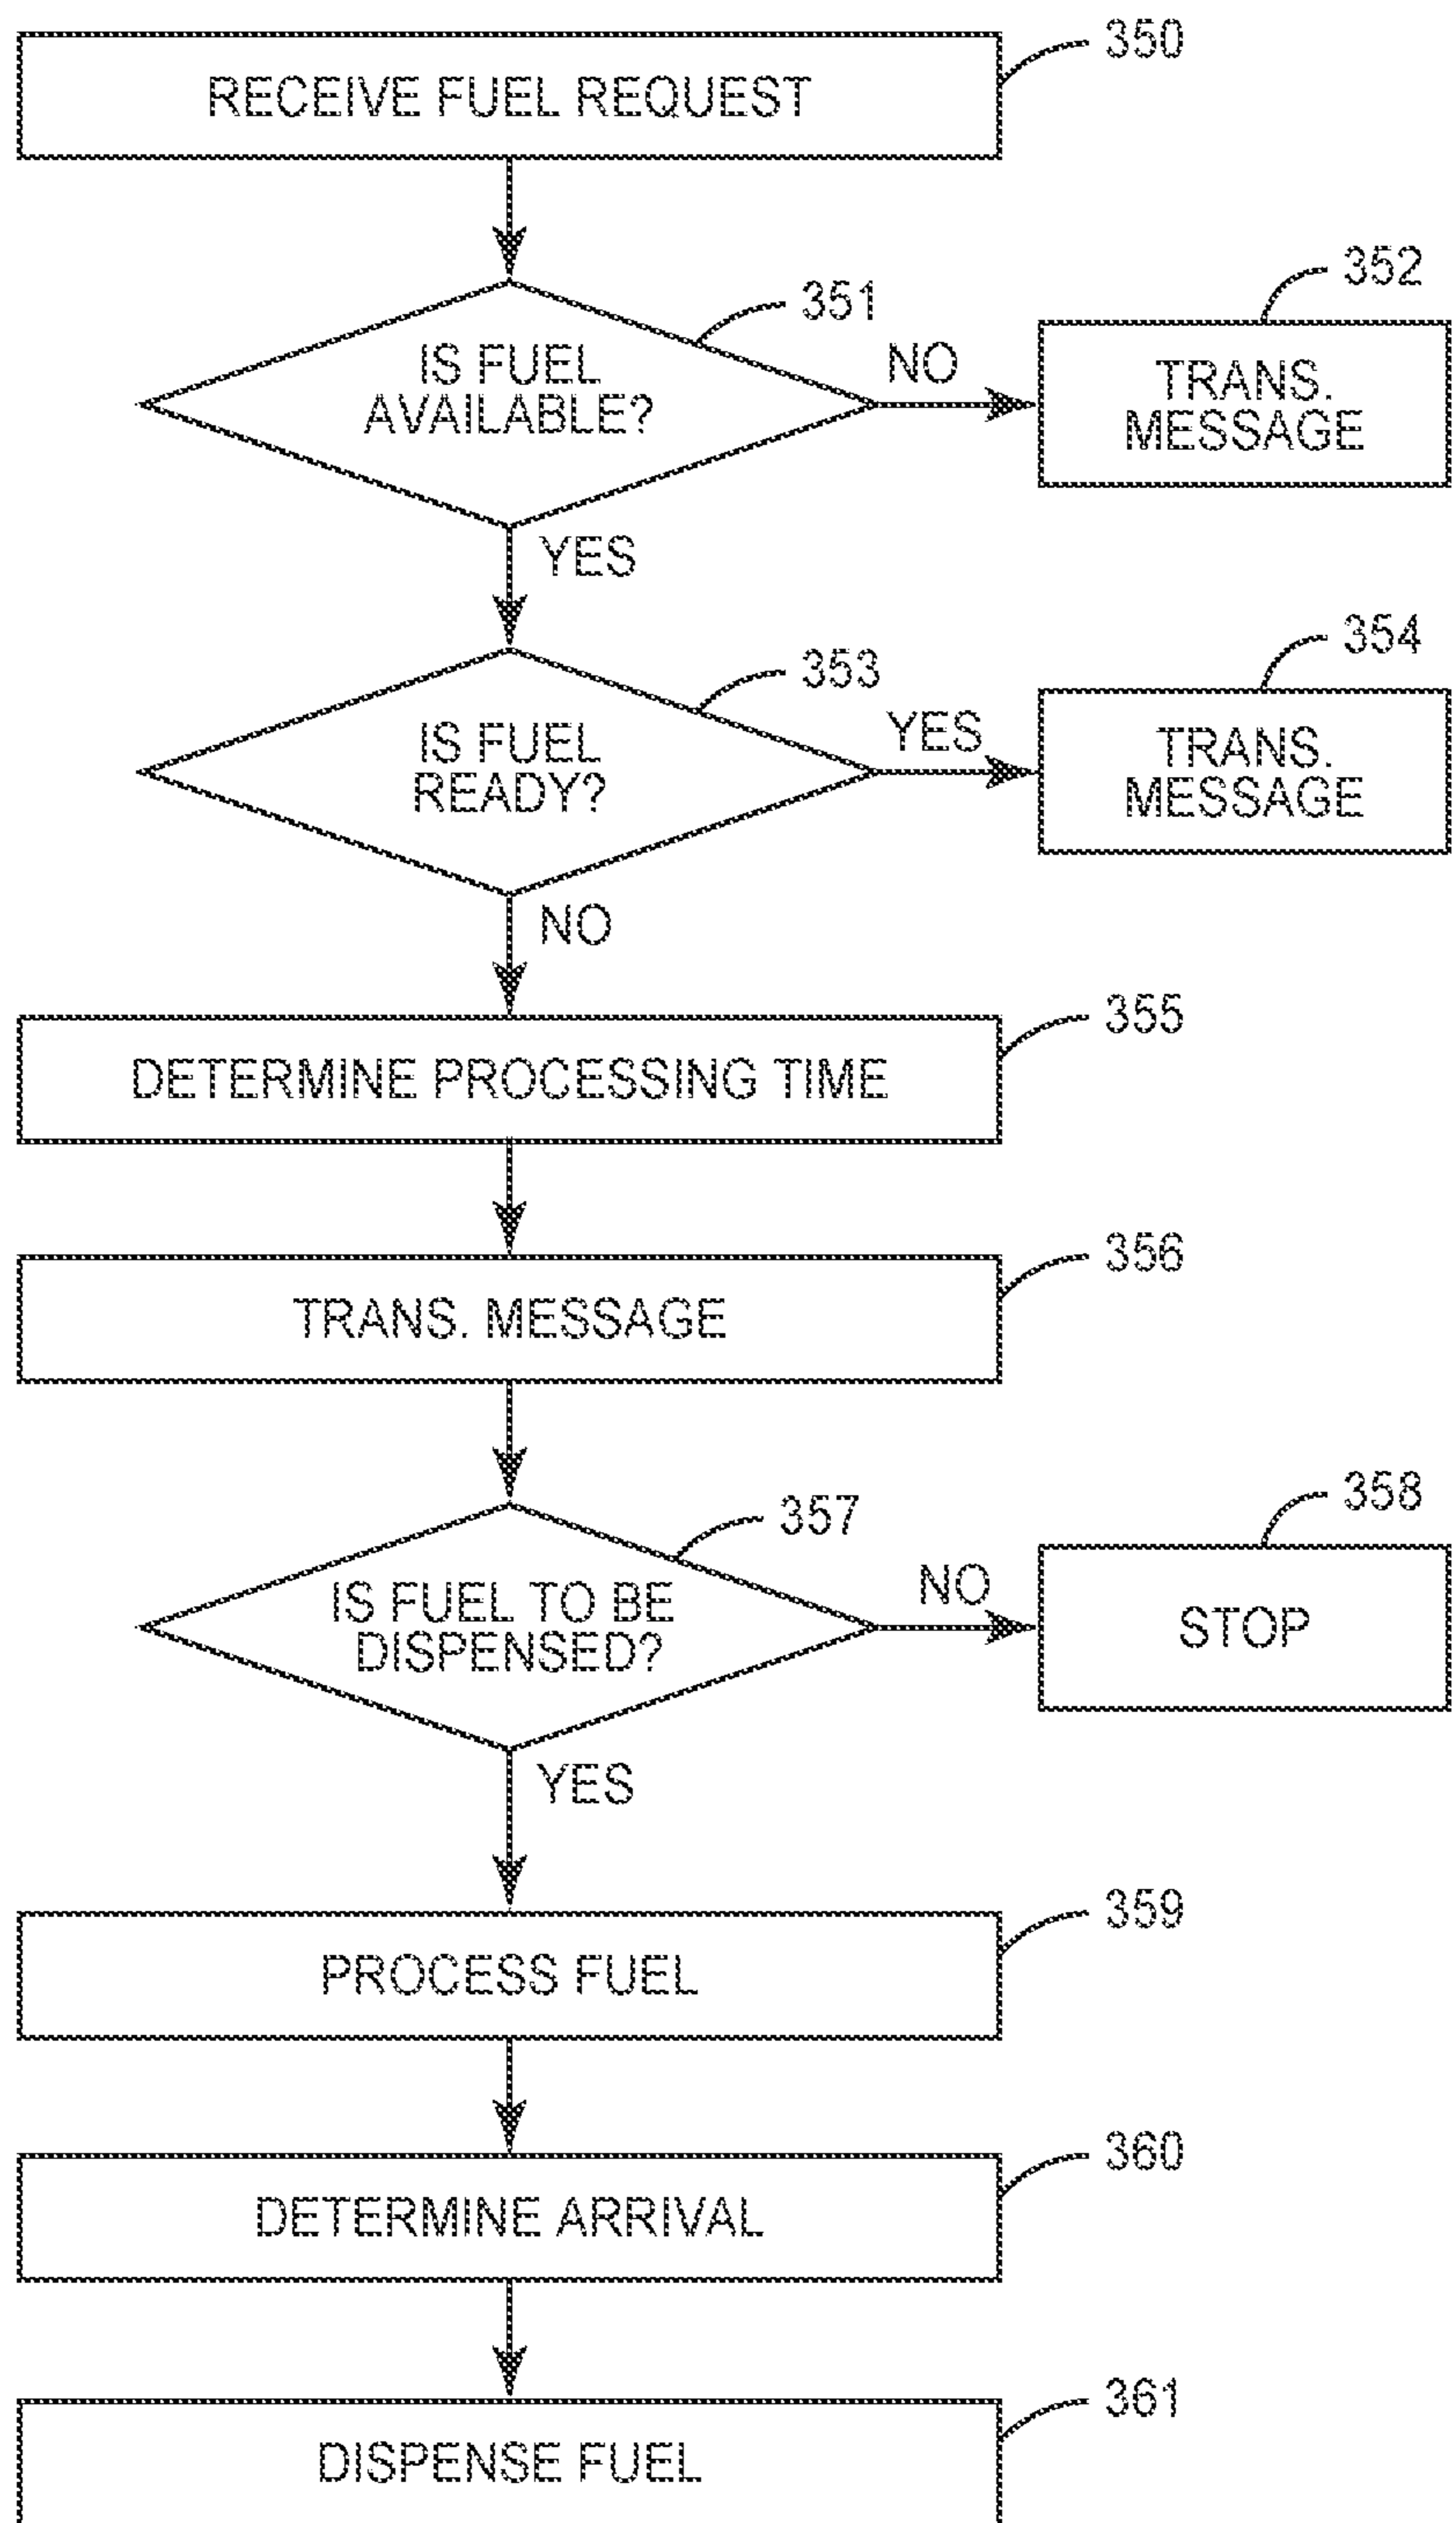 350
RECEIVE FUEL REQUEST
351
352
IS FUEL
AVAILABLE?
NO
TRANS.
MESSAGE
YES
353
354
IS FUEL
READY?
YES
TRANS.
MESSAGE
NO
355
DETERMINE PROCESSING TIME
356
TRANS. MESSAGE
357
358
IS FUEL TO BE
DISPENSED?
NO
STOP
YES
359
PROCESS FUEL
360
DETERMINE ARRIVAL
361
DISPENSE FUEL